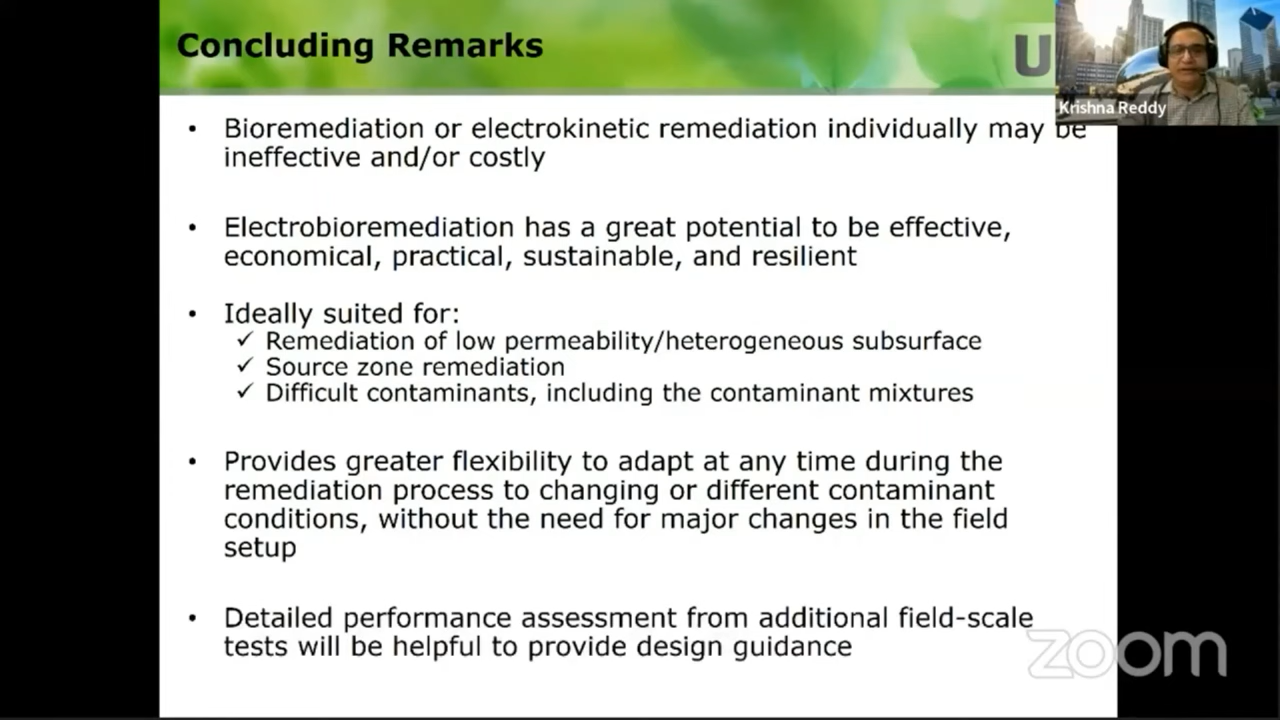 Concluding Remarks
U
Krishna Reddy
• Bioremediation or electrokinetic remediation individually may be
ineffective and/or costly
• Electrobioremediation has a great potential to be effective,
economical, practical, sustainable, and resilient
• Ideally suited for:
✓ Remediation of low permeability/heterogeneous subsurface
✓ Source zone remediation
✓ Difficult contaminants, including the contaminant mixtures
• Provides greater flexibility to adapt at any time during the
remediation process to changing or different contaminant
conditions, without the need for major changes in the field
setup
• Detailed performance assessment from additional field-scale
tests will be helpful to provide design guidance
zoom